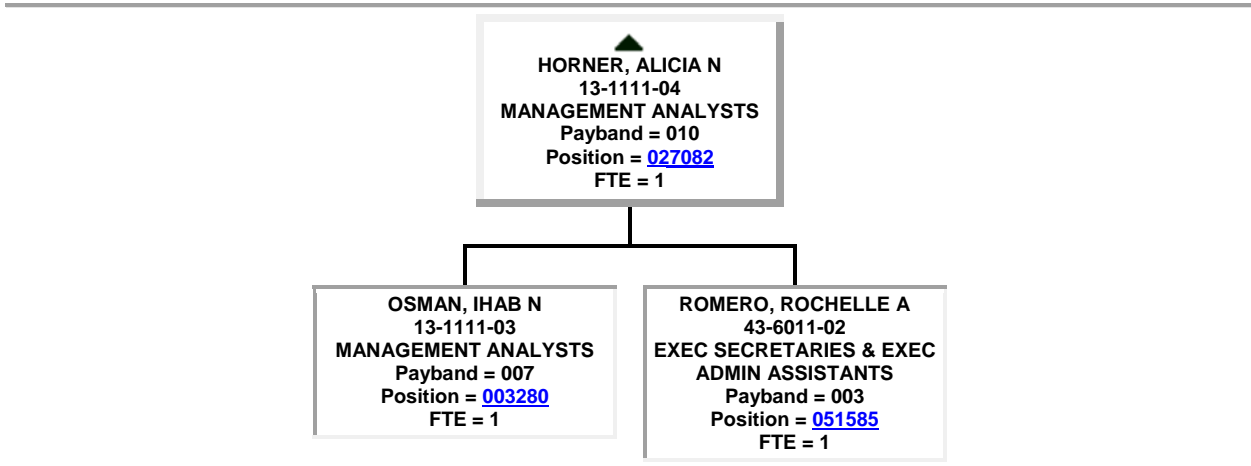 HORNER, ALICIA N
13-1111-04
MANAGEMENT ANALYSTS
Payband = 010
Position = 027082
FTE = 1
OSMAN, IHAB N
13-1111-03
MANAGEMENT ANALYSTS
Payband = 007
Position = 003280
FTE = 1
ROMERO, ROCHELLE A
43-6011-02
EXEC SECRETARIES & EXEC
ADMIN ASSISTANTS
Payband = 003
Position = 051585
FTE = 1